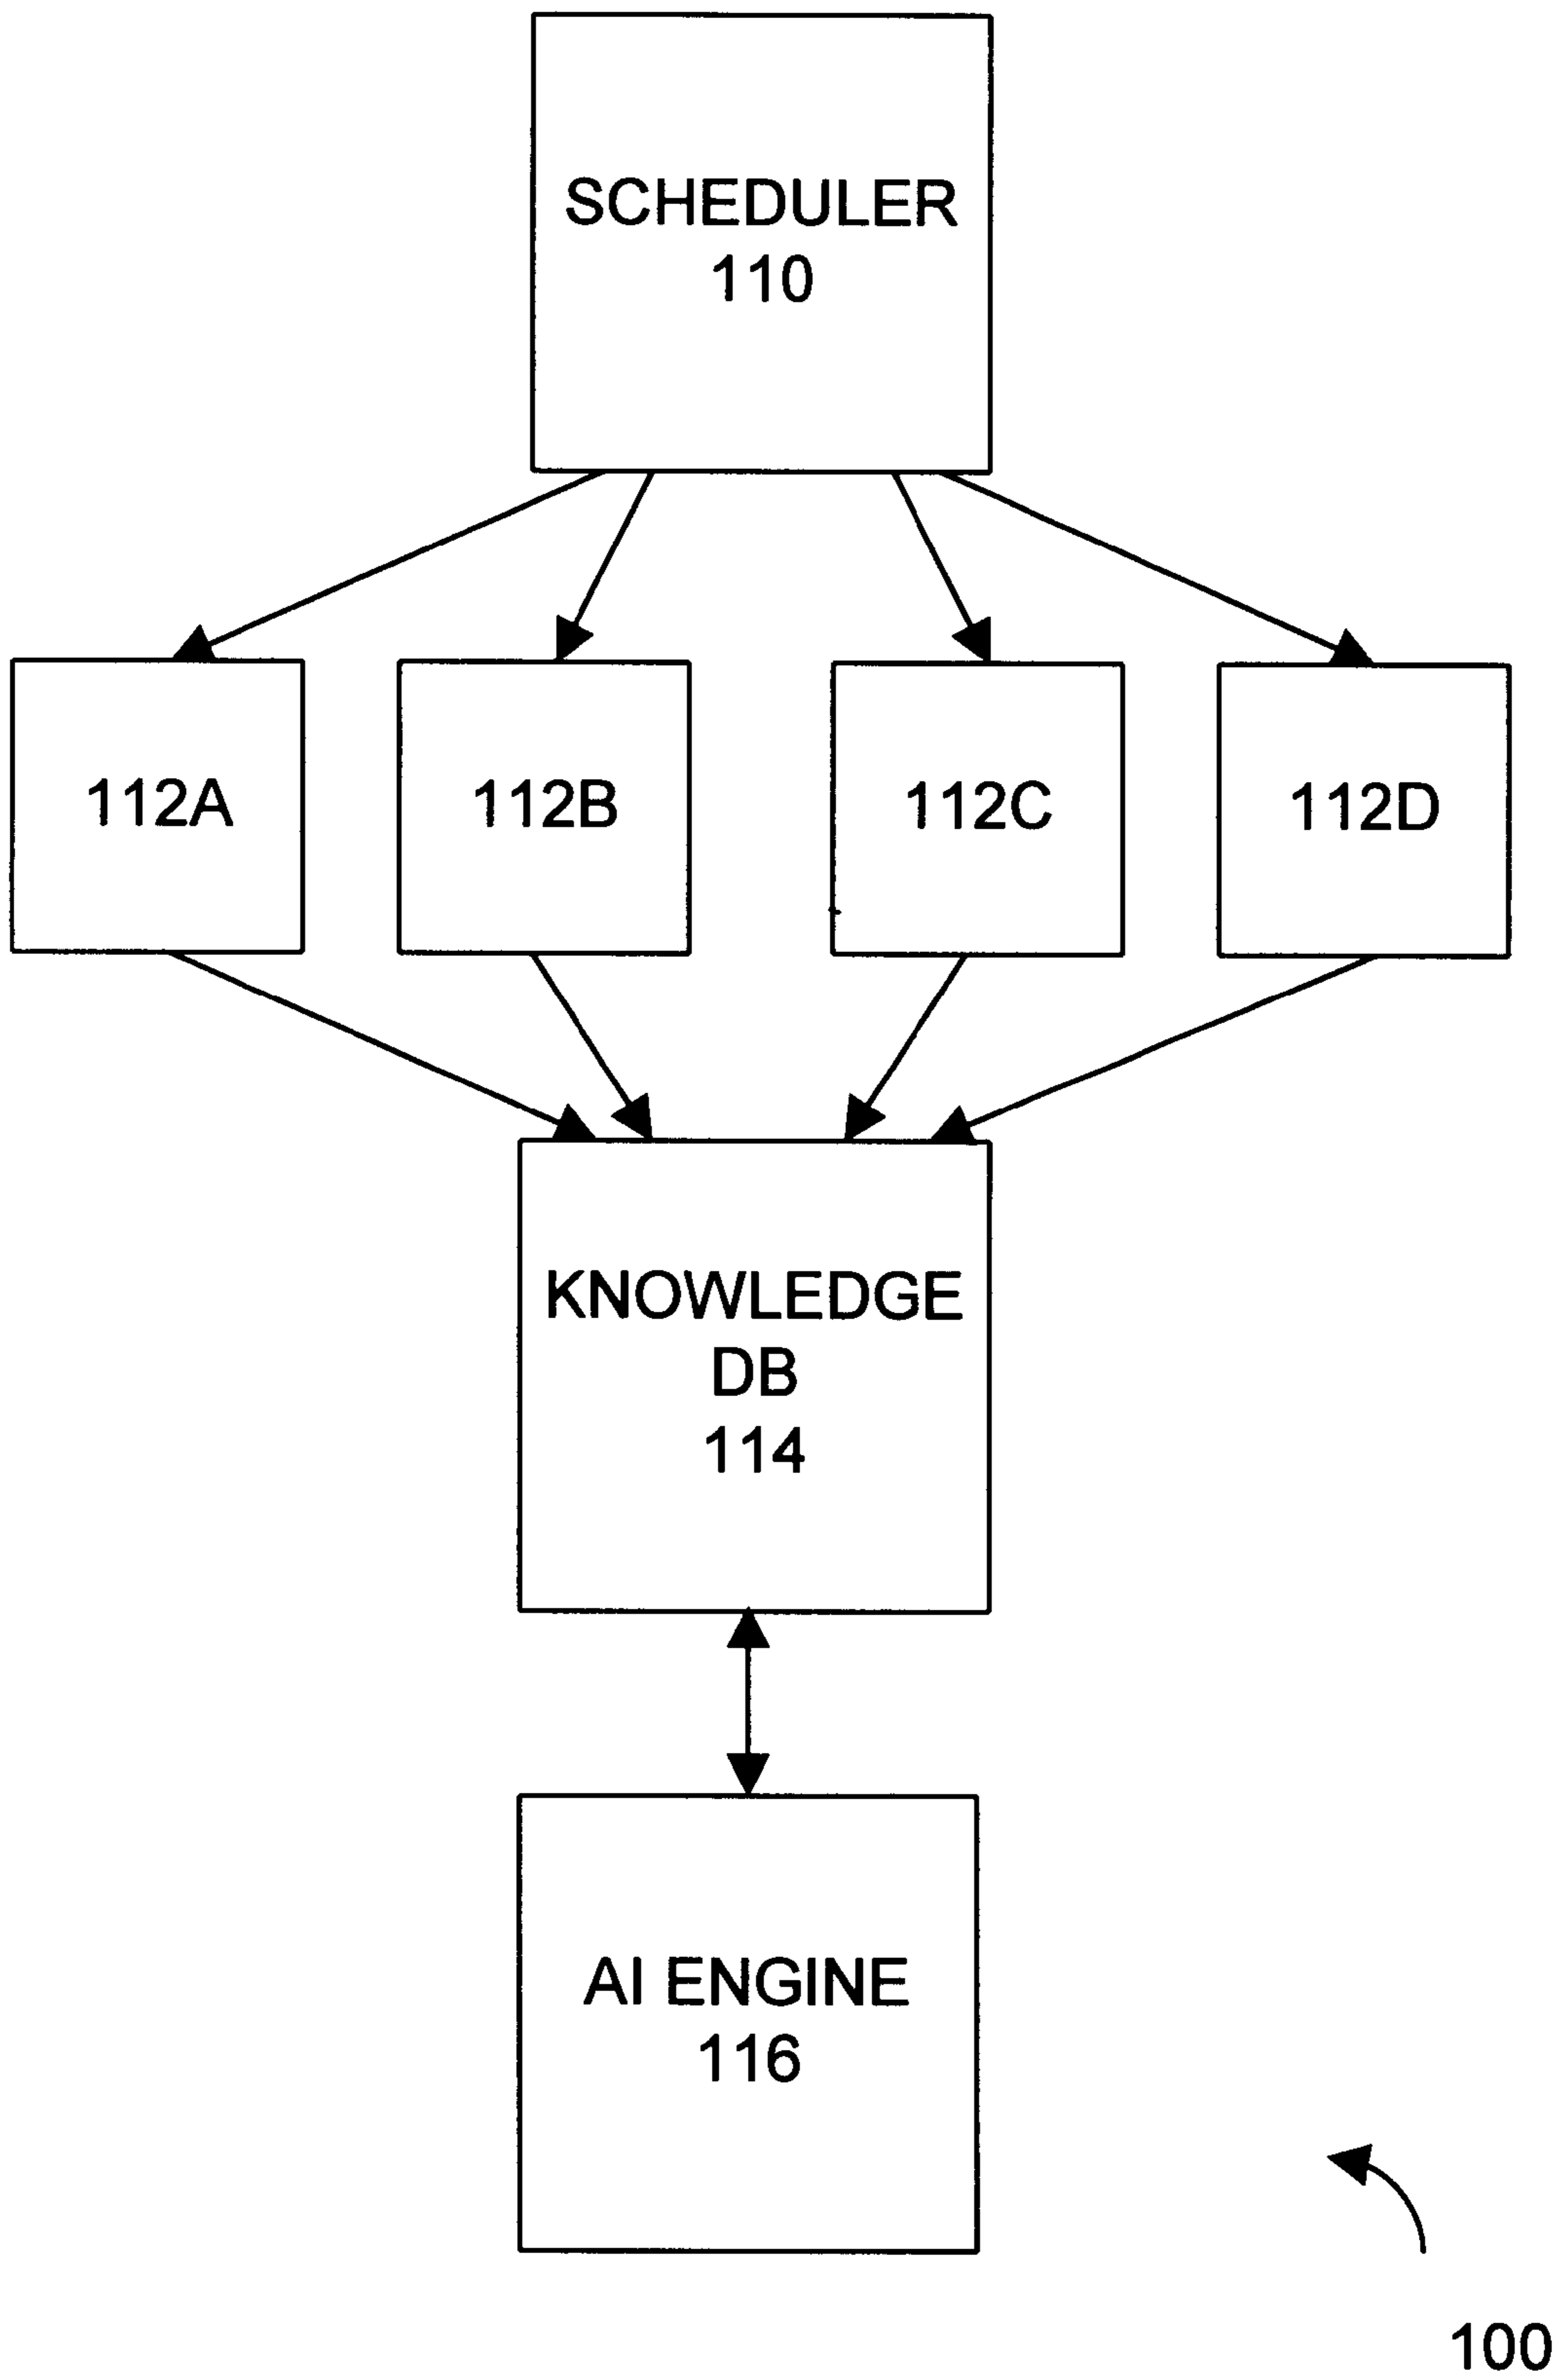 SCHEDULER
110
112A
112B
112C
112D
KNOWLEDGE
DB
114
AI ENGINE
116
100